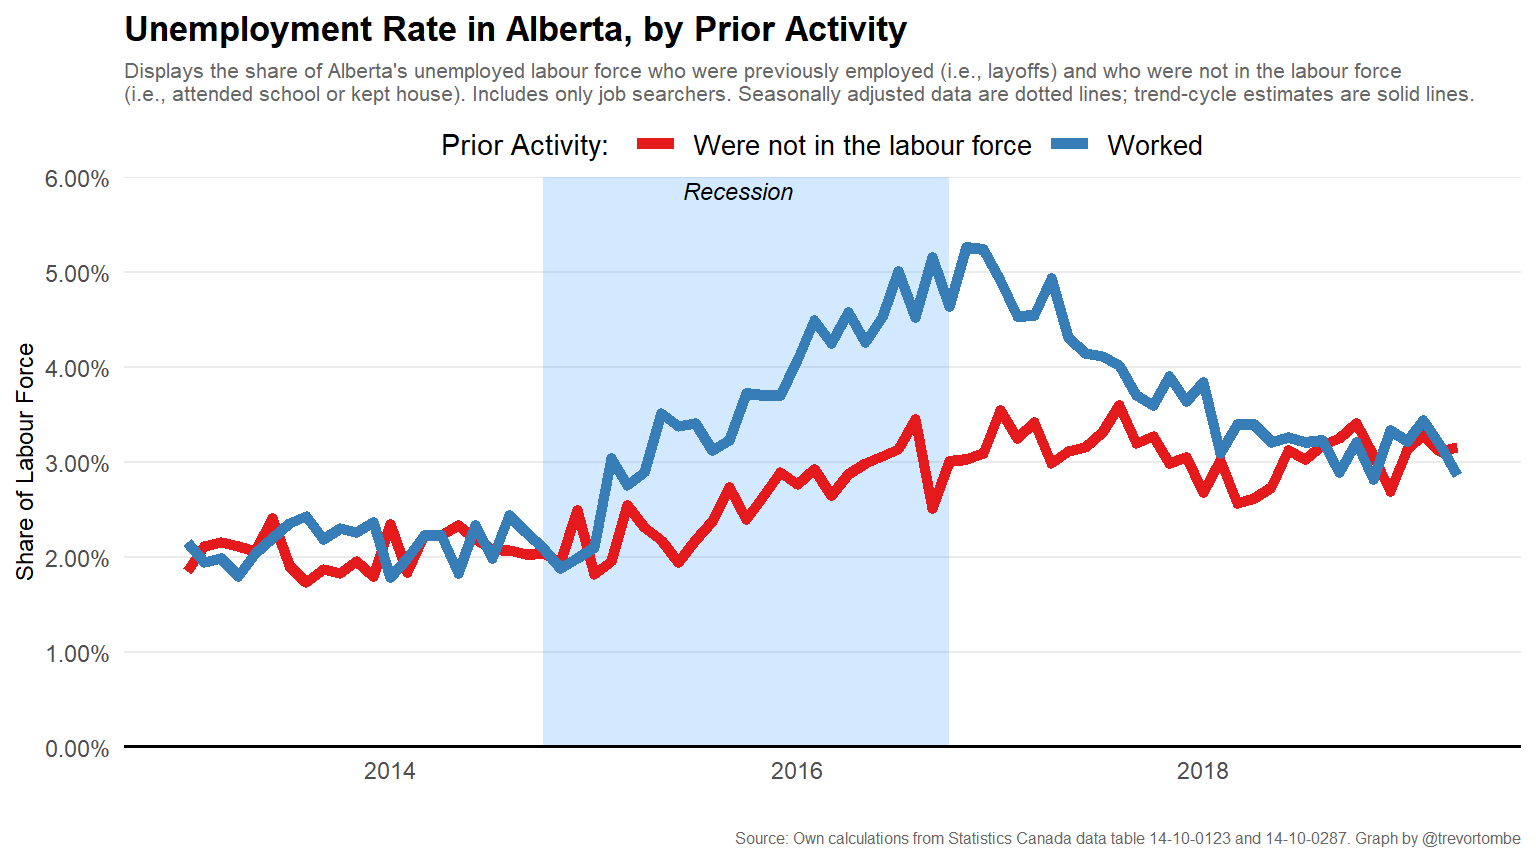 Unemployment Rate in Alberta, by Prior Activity
Displays the share of Alberta's unemployed labour force who were previously employed (i.e., layoffs) and who were not in the labour force
(i.e., attended school or kept house). Includes only job searchers. Seasonally adjusted data are dotted lines; trend-cycle estimates are solid lines.
Prior Activity: Were not in the labour force Worked
Recession
6.00%
5.00%
4.00%
3.00%
2.00%
1.00%
0.00%
Share of Labour Force
2014 2016 2018
Source: Own calculations from Statistics Canada data table 14-10-0123 and 14-10-0287. Graph by @trevortombe